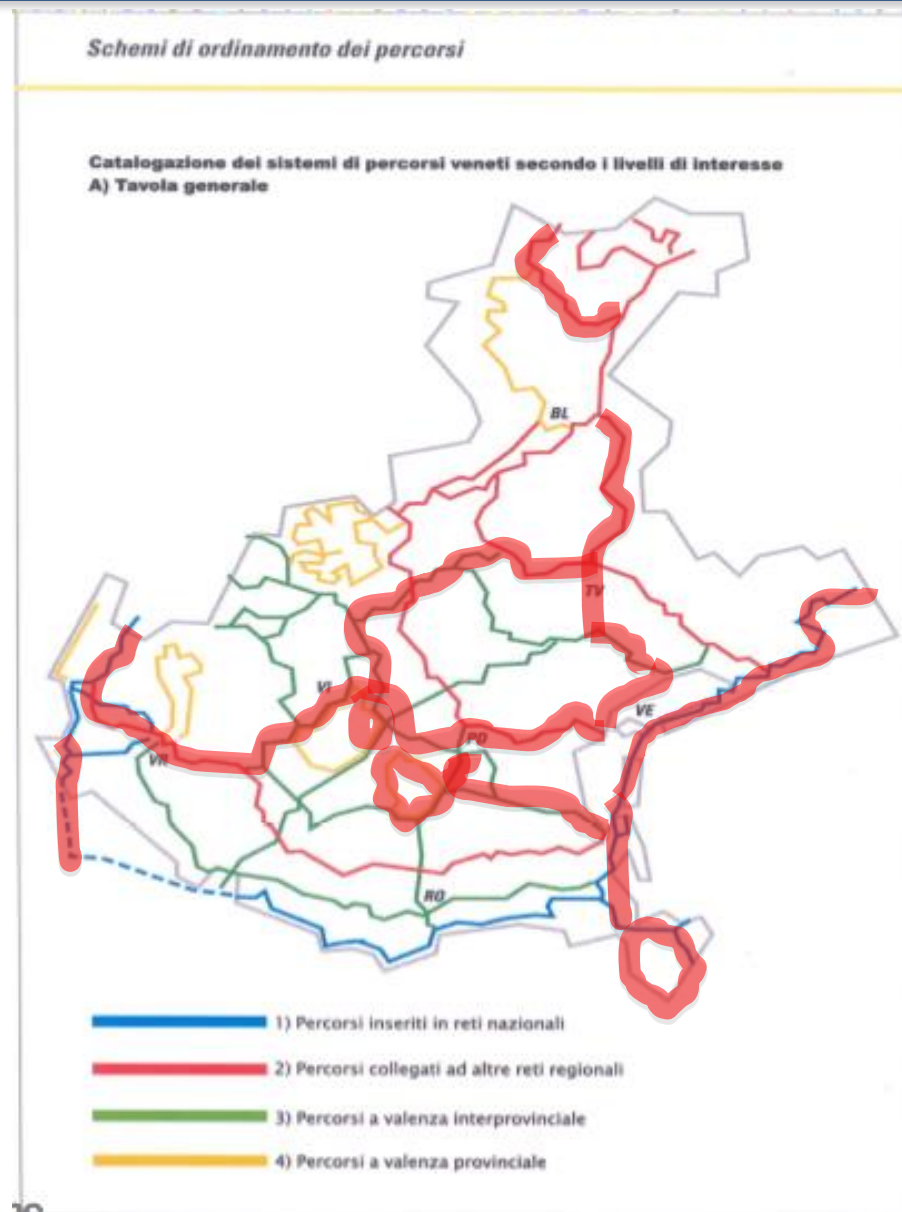 Schemi di ordinamento dei percorsi
Catalogazione dei sistemi di percorsi veneti secondo i livelli di interesse
A) Tavola generale
BL
TV
VI
VE
PD
VR
RO
1) Percorsi inseriti in reti nazionali
2) Percorsi collegati ad altre reti regionali
3) Percorsi a valenza interprovinciale
4) Percorsi a valenza provinciale